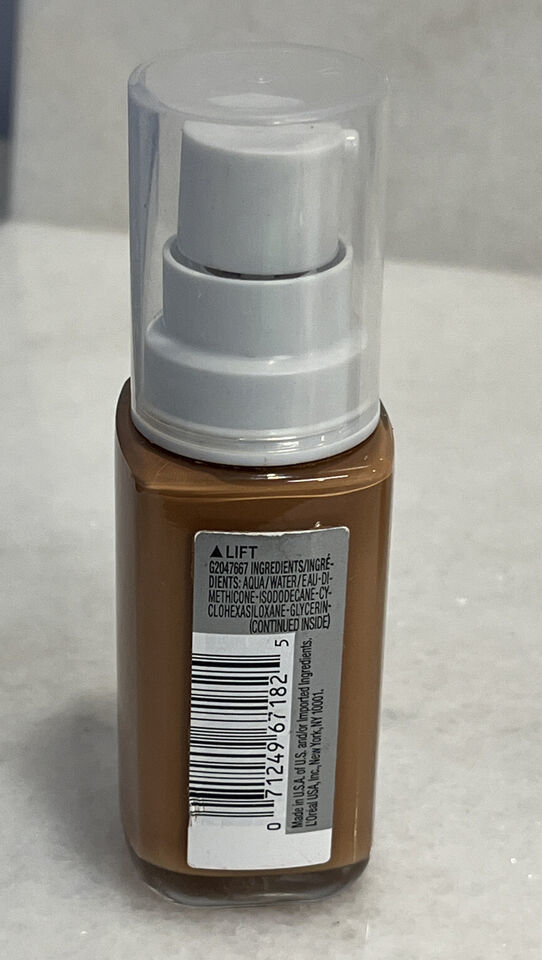 ▲ LIFT
G2047667 INGREDIENTS/INGRÉ-
DIENTS: AQUA/WATER/EAU-DI-
METHICONE-ISODODECANE-CY-
CLOHEXASILOXANE-GLYCERIN-
(CONTINUED INSIDE)
0 71249 67182 5
Made in U.S.A. of U.S. and/or Imported Ingredients.
L'Oréal USA, Inc., New York, NY 10001.